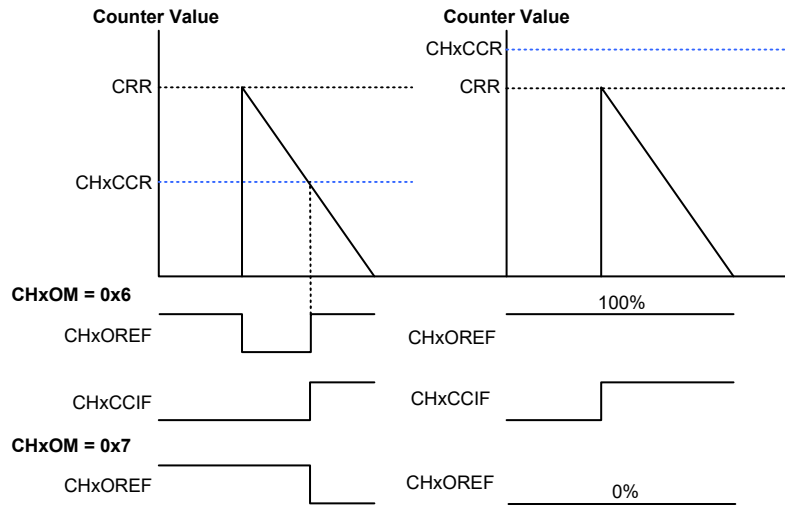 Counter Value
CRR
CHxCCR
CHxOM = 0x6
CHxOREF
CHxCCIF
CHxOM = 0x7
CHxOREF
Counter Value
CHxCCR
CRR
100%
CHxOREF
CHxCCIF
CHxOREF
0%